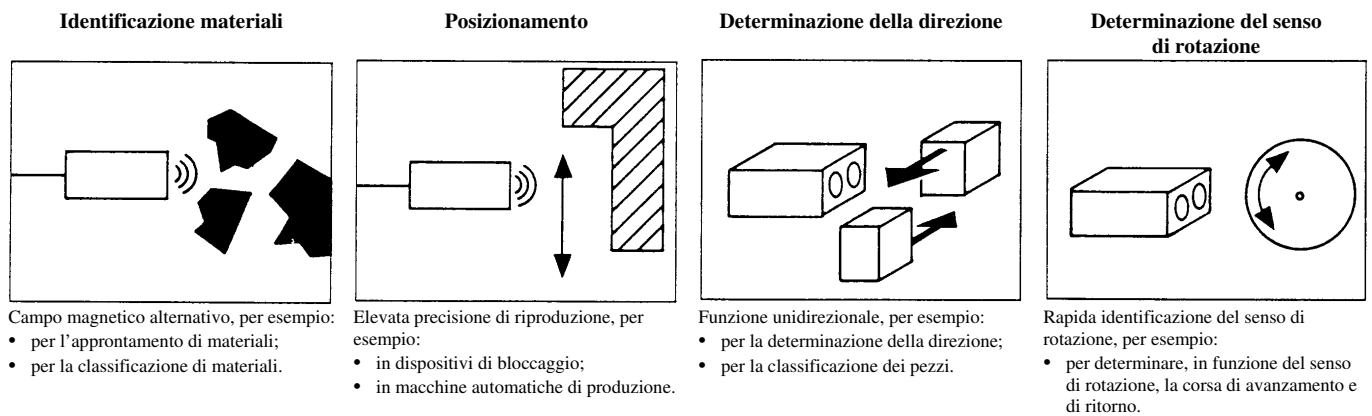 Identificazione materiali
Campo magnetico alternativo, per esempio:
• per l'approntamento di materiali;
• per la classificazione di materiali.
Posizionamento
Elevata precisione di riproduzione, per
esempio:
• in dispositivi di bloccaggio;
• in macchine automatiche di produzione.
Determinazione della direzione
Funzione unidirezionale, per esempio:
• per la determinazione della direzione;
• per la classificazione dei pezzi.
Determinazione del senso
di rotazione
Rapida identificazione del senso di
rotazione, per esempio:
• per determinare, in funzione del senso
di rotazione, la corsa di avanzamento e
di ritorno.